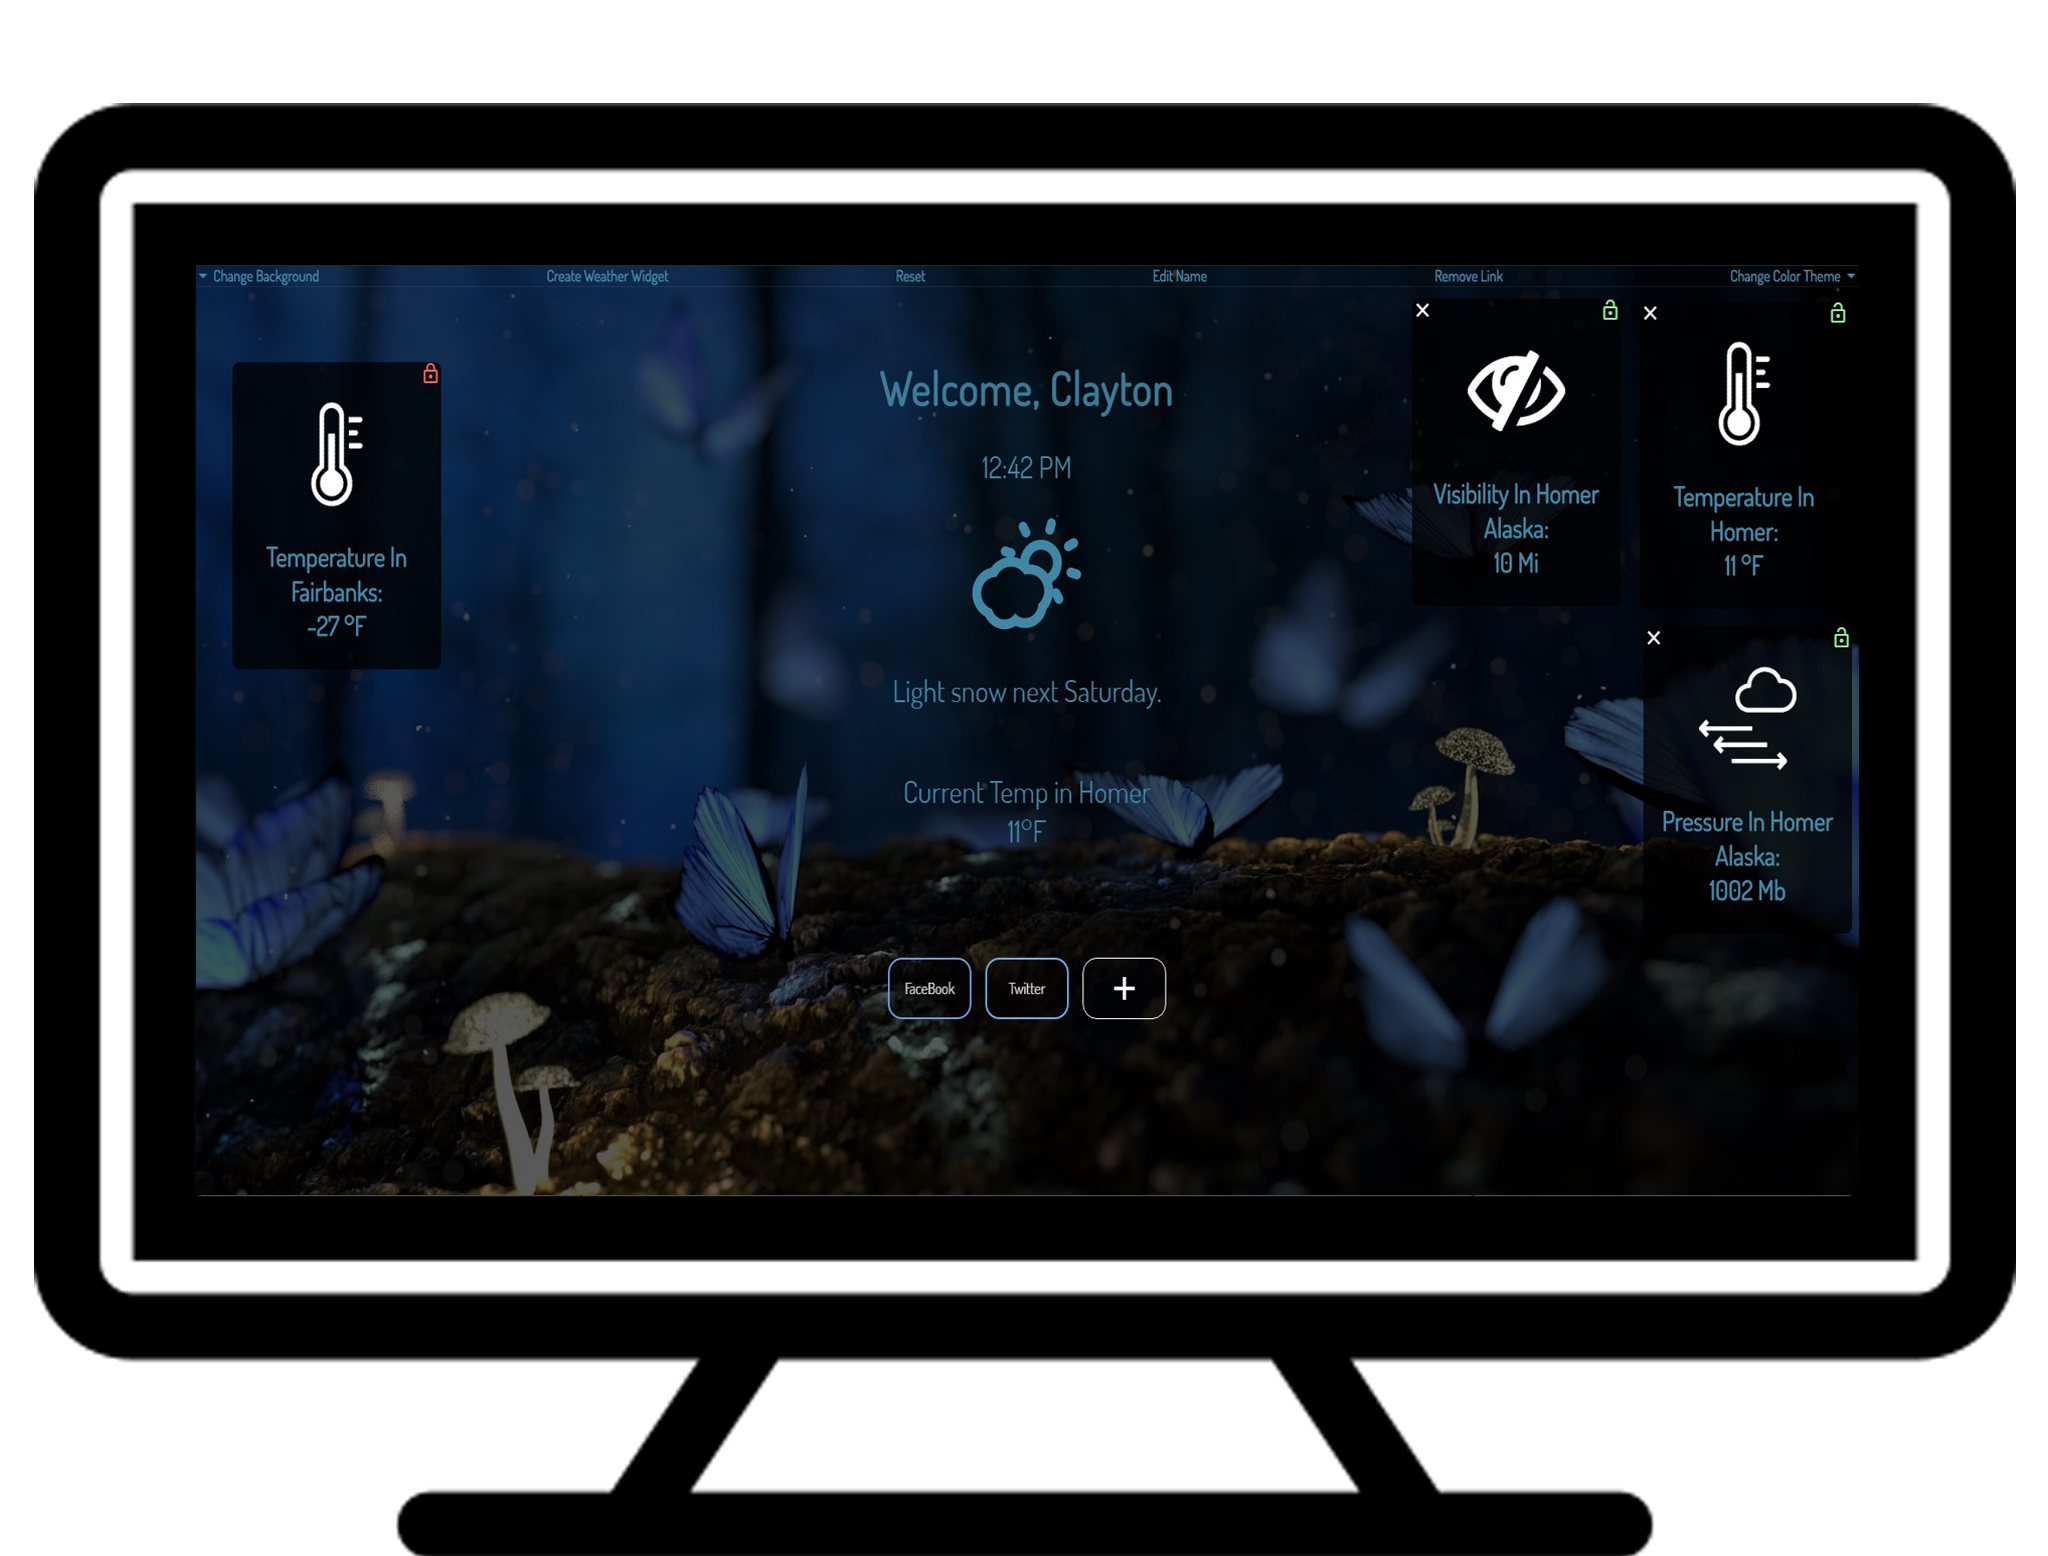 Change Background
Create Weather Widget
Reset
Edit Name
Remove Link
Change Color Theme
Temperature In
Fairbanks:
-27 °F
Welcome, Clayton
12:42 PM
Light snow next Saturday.
Current Temp in Homer
11°F
FaceBook
Twitter
+
Visibility In Homer
Alaska:
10 Mi
Temperature In
Homer:
11 °F
Pressure In Homer
Alaska:
1002 Mb